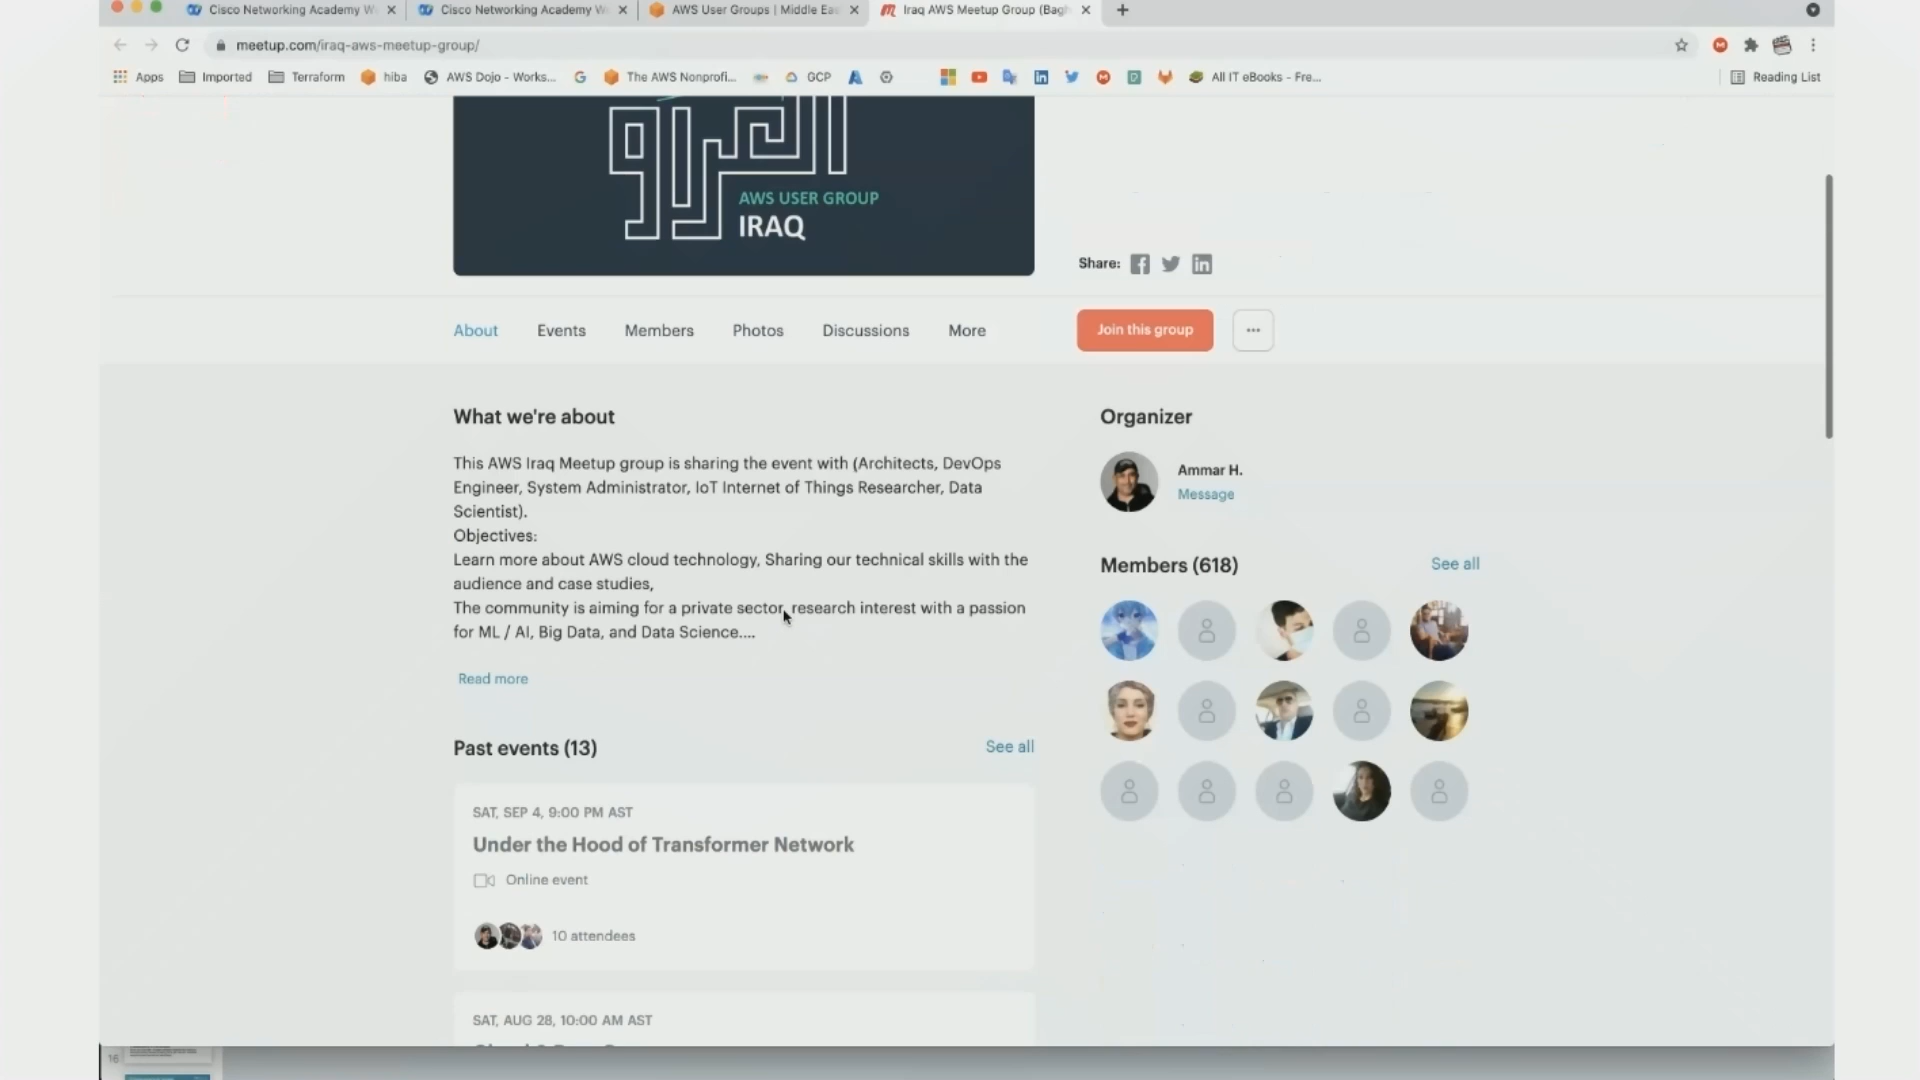 Cisco Networking Academy W
Cisco Networking Academy W
AWS User Groups | Middle Ea
Iraq AWS Meetup Group (Bagh
meetup.com/iraq-aws-meetup-group/
Apps
Imported
Terraform
hiba
AWS Dojo - Works...
The AWS Nonprofi...
GCP
All IT eBooks - Fre...
Reading List
العراق
AWS USER GROUP
IRAQ
Share:
About
Events
Members
Photos
Discussions
More
Join this group
What we're about
This AWS Iraq Meetup group is sharing the event with (Architects, DevOps
Engineer, System Administrator, IoT Internet of Things Researcher, Data
Scientist).
Objectives:
Learn more about AWS cloud technology, Sharing our technical skills with the
audience and case studies,
The community is aiming for a private sector, research interest with a passion
for ML / AI, Big Data, and Data Science....
Read more
Organizer
Ammar H.
Message
Members (618)
See all
Past events (13)
See all
SAT, SEP 4, 9:00 PM AST
Under the Hood of Transformer Network
Online event
10 attendees
SAT, AUG 28, 10:00 AM AST
16